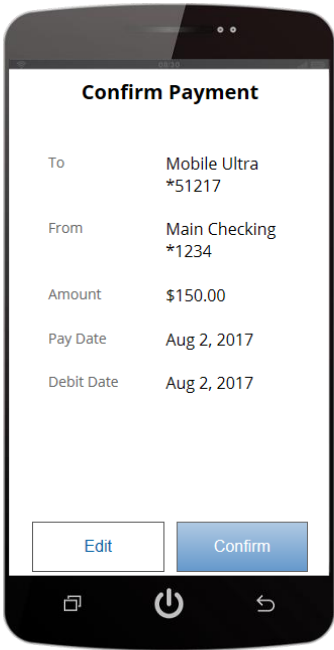 Confirm Payment
To
Mobile Ultra
*51217
From
Main Checking
*1234
Amount
$150.00
Pay Date
Aug 2, 2017
Debit Date
Aug 2, 2017
Edit
Confirm